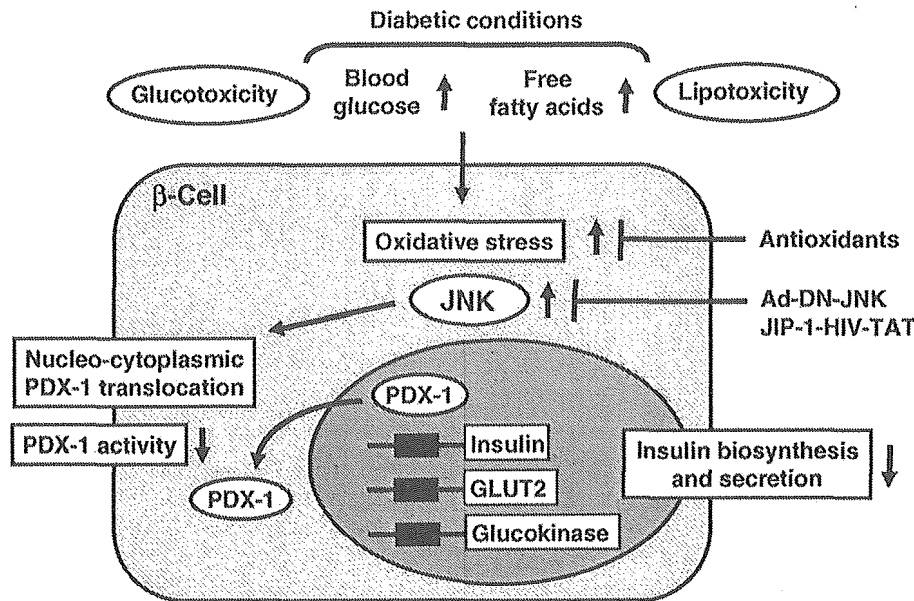 Diabetic conditions
Glucotoxicity
Blood
glucose
Free
fatty acids
Lipotoxicity
β-Cell
Oxidative stress
Antioxidants
JNK
Ad-DN-JNK
JIP-1-HIV-TAT
Nucleo-cytoplasmic
PDX-1 translocation
PDX-1
PDX-1 activity
Insulin
Insulin biosynthesis
and secretion
PDX-1
GLUT2
Glucokinase